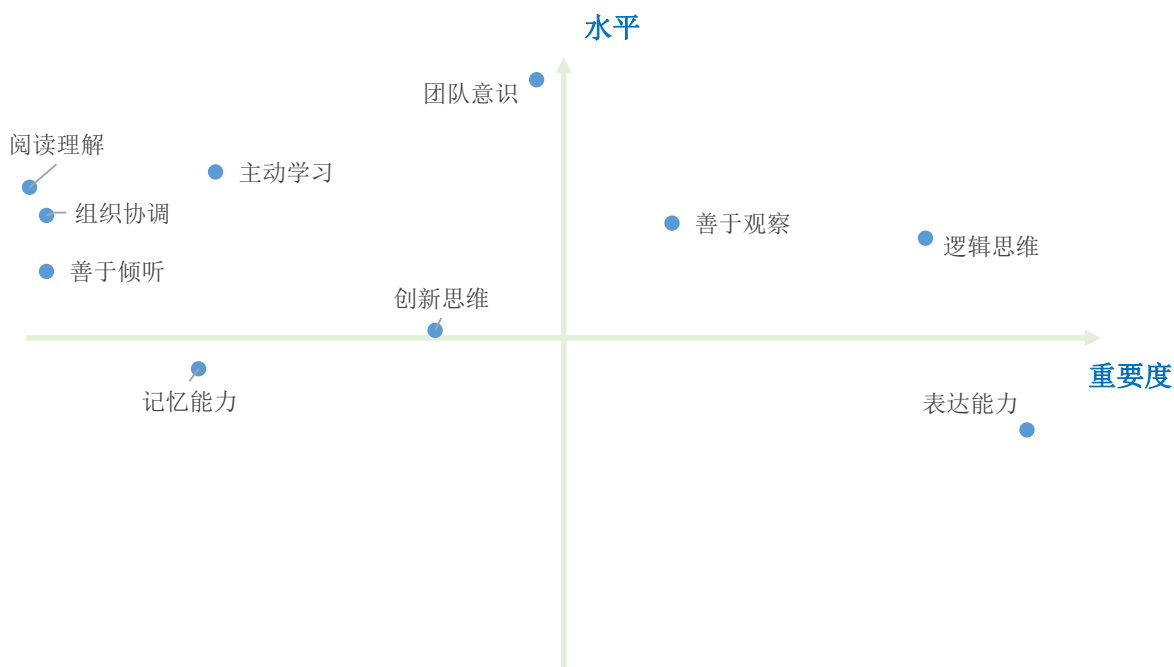 水平
团队意识
阅读理解
主动学习
组织协调
善于观察
逻辑思维
善于倾听
创新思维
重要度
记忆能力
表达能力